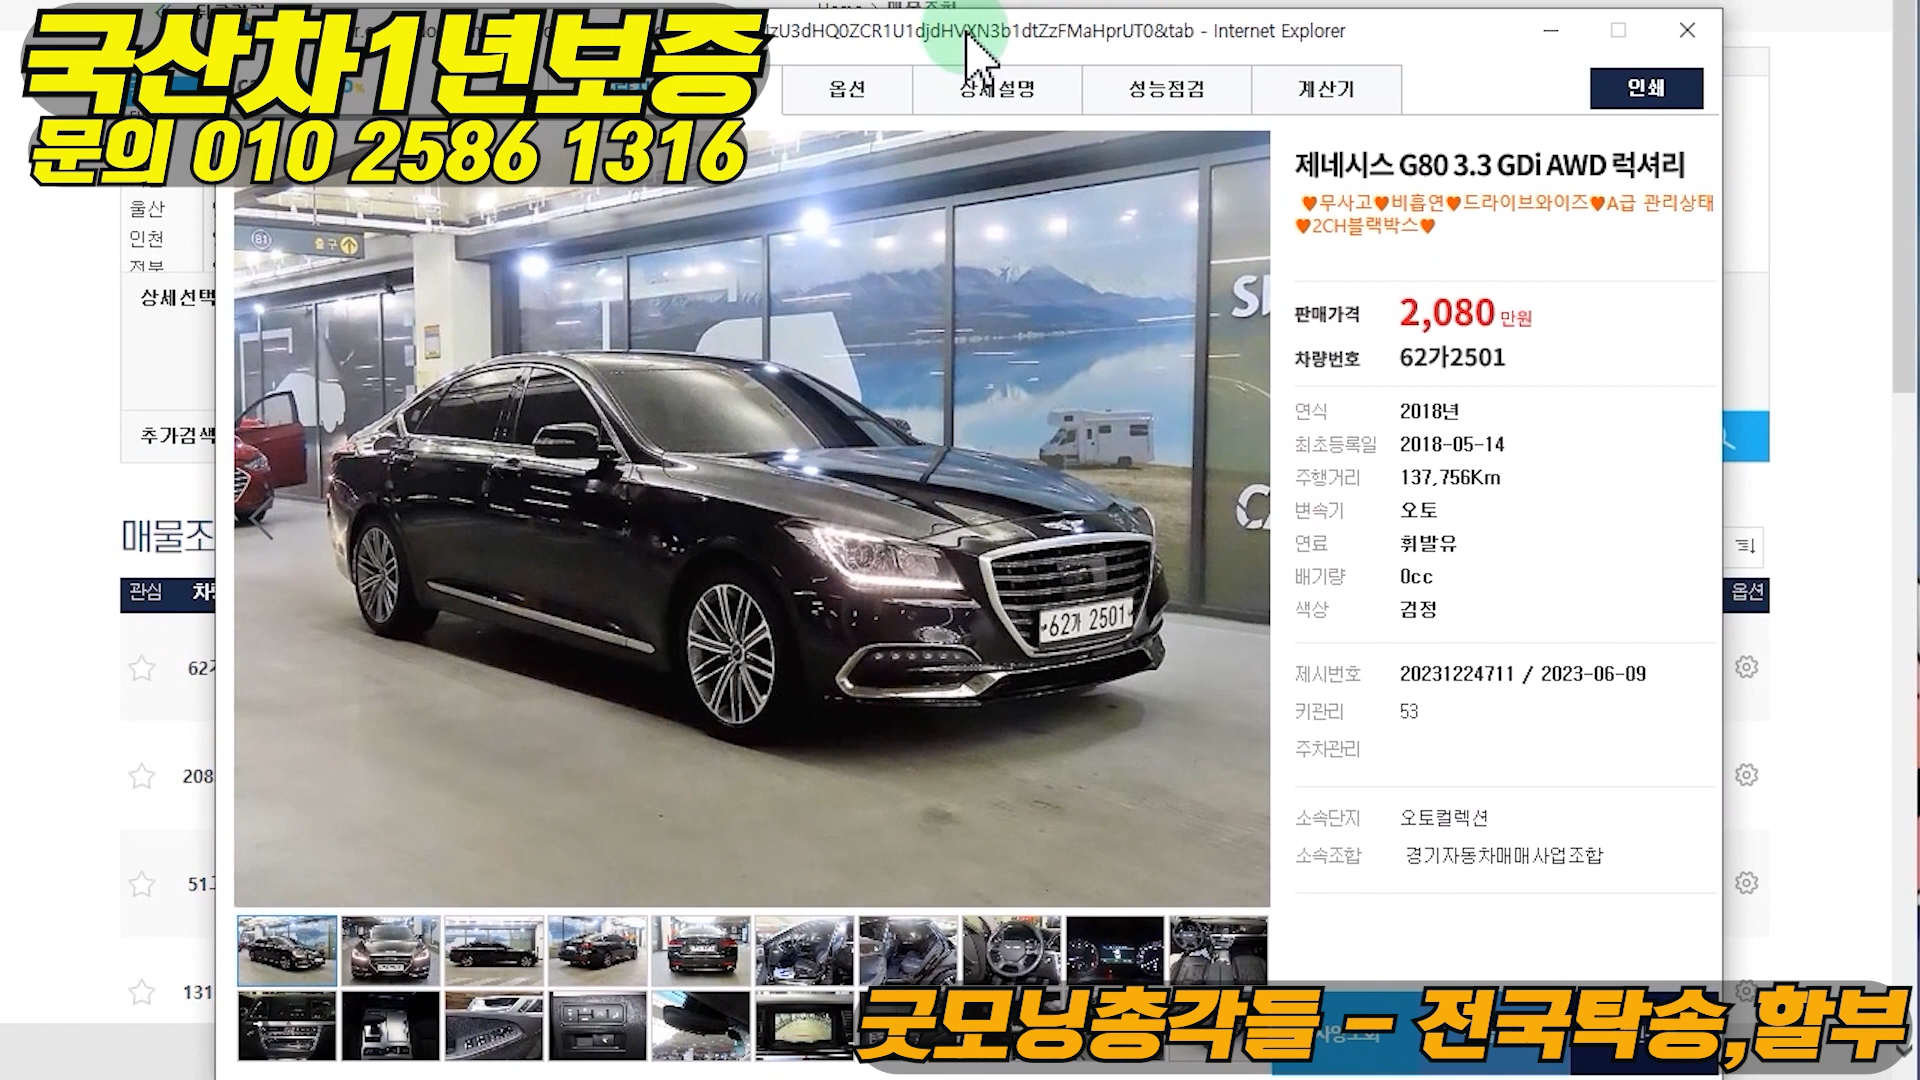 국산차1년보증
문의 010 2586 1316
zU3dHQ0ZCR1U1djdHVXN3b1dtZzFMaHprUT0&tab - Internet Explorer
옵션
상세설명
성능점검
계산기
인쇄
울산
인천
전북
상세선택
추가검색
관심
옵션
81
출구
62가 2501
제네시스 G80 3.3 GDi AWD 럭셔리
♥무사고♥비흡연♥드라이브와이즈♥A급 관리상태
♥2CH블랙박스♥
판매가격 2,080 만원
차량번호 62가2501
연식 2018년
최초등록일 2018-05-14
주행거리 137,756Km
변속기 오토
연료 휘발유
배기량 0cc
색상 검정
제시번호 20231224711 / 2023-06-09
키관리 53
주차관리
소속단지 오토컬렉션
소속조합 경기자동차매매사업조합
굿모닝총각들 - 전국탁송,할부